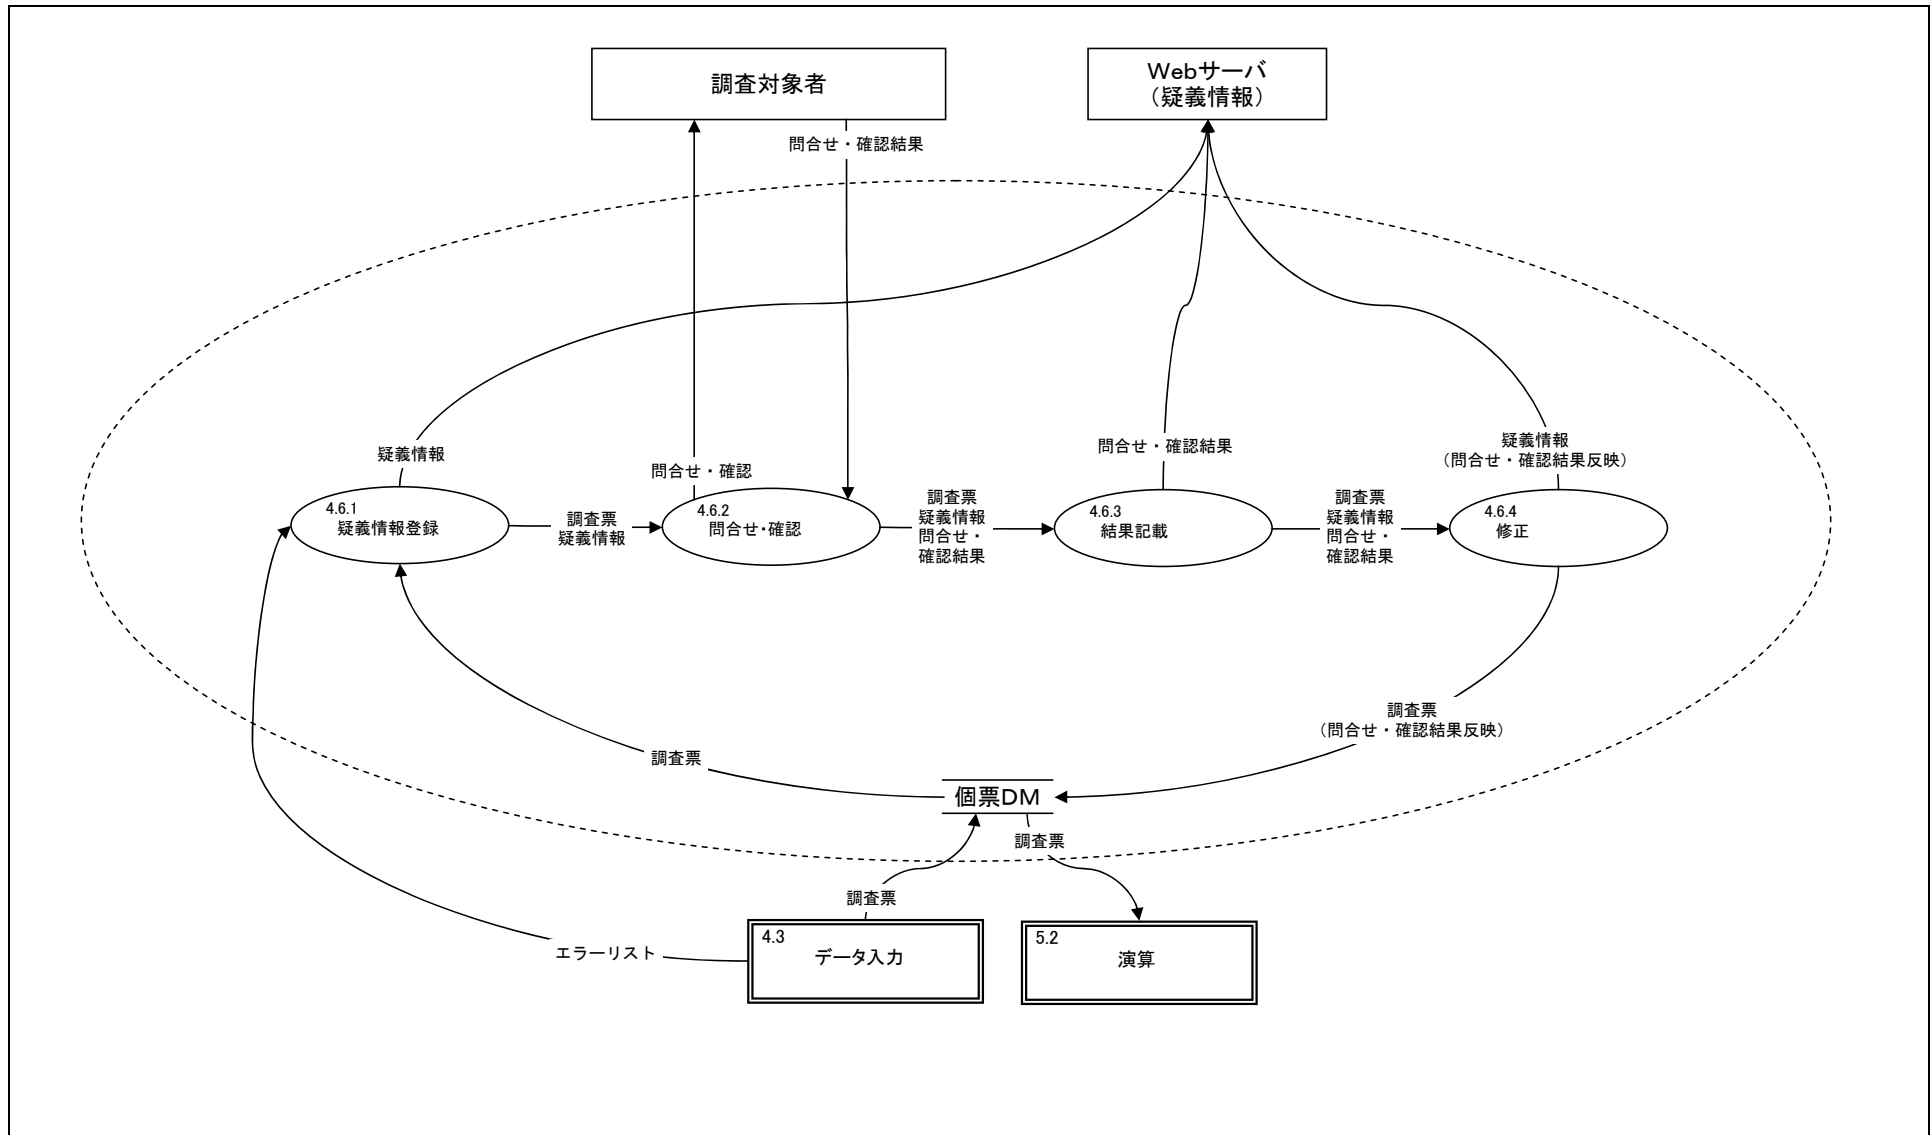 調査対象者
Webサーバ
（疑義情報）
問合せ・確認結果
疑義情報
問合せ・確認
問合せ・確認結果
疑義情報
（問合せ・確認結果反映）
4.6.1
疑義情報登録
調査票
疑義情報
4.6.2
問合せ・確認
調査票
疑義情報
問合せ・
確認結果
4.6.3
結果記載
調査票
疑義情報
問合せ・
確認結果
4.6.4
修正
調査票
（問合せ・確認結果反映）
調査票
個票DM
調査票
調査票
エラーリスト
4.3
データ入力
5.2
演算